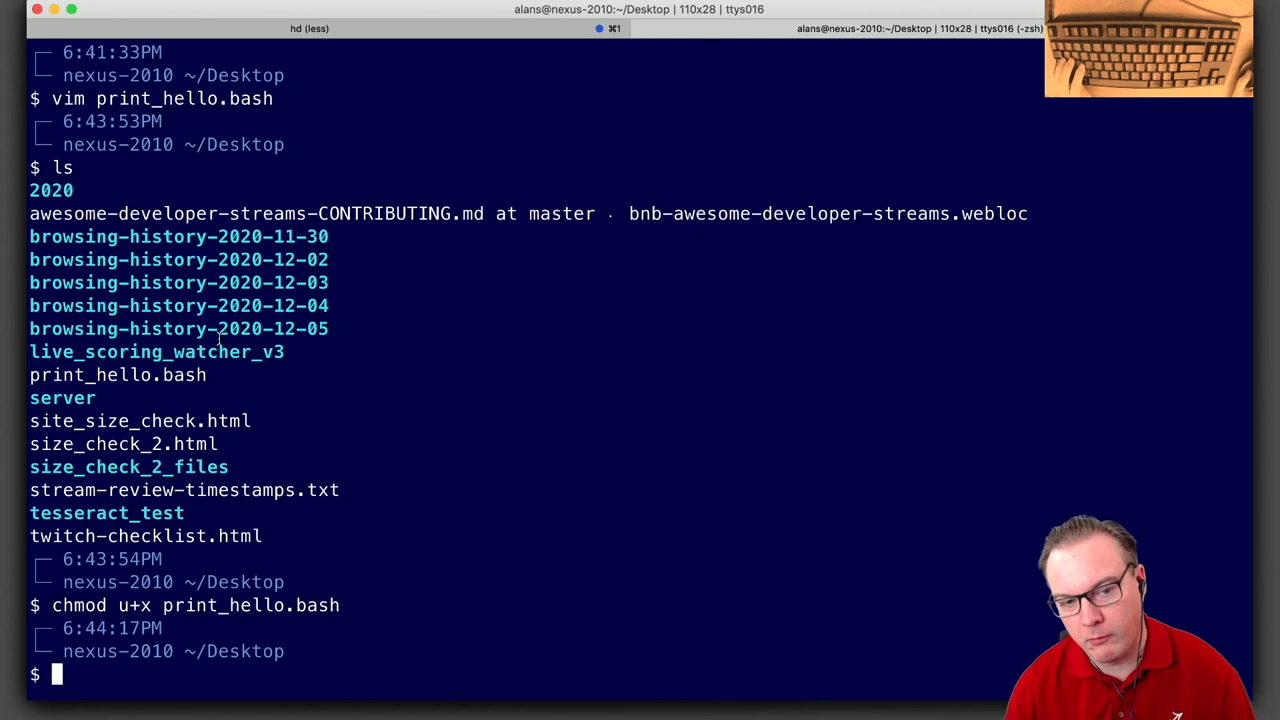 alans@nexus-2010:~/Desktop | 110x28 | ttys016
hd (less) ⌘1 alans@nexus-2010:~/Desktop | 110x28 | ttys016 (-zsh)
6:41:33PM
nexus-2010 ~/Desktop
$ vim print_hello.bash
6:43:53PM
nexus-2010 ~/Desktop
$ ls
2020
awesome-developer-streams-CONTRIBUTING.md at master · bnb-awesome-developer-streams.webloc
browsing-history-2020-11-30
browsing-history-2020-12-02
browsing-history-2020-12-03
browsing-history-2020-12-04
browsing-history-2020-12-05
live_scoring_watcher_v3
print_hello.bash
server
site_size_check.html
size_check_2.html
size_check_2_files
stream-review-timestamps.txt
tesseract_test
twitch-checklist.html
6:43:54PM
nexus-2010 ~/Desktop
$ chmod u+x print_hello.bash
6:44:17PM
nexus-2010 ~/Desktop
$